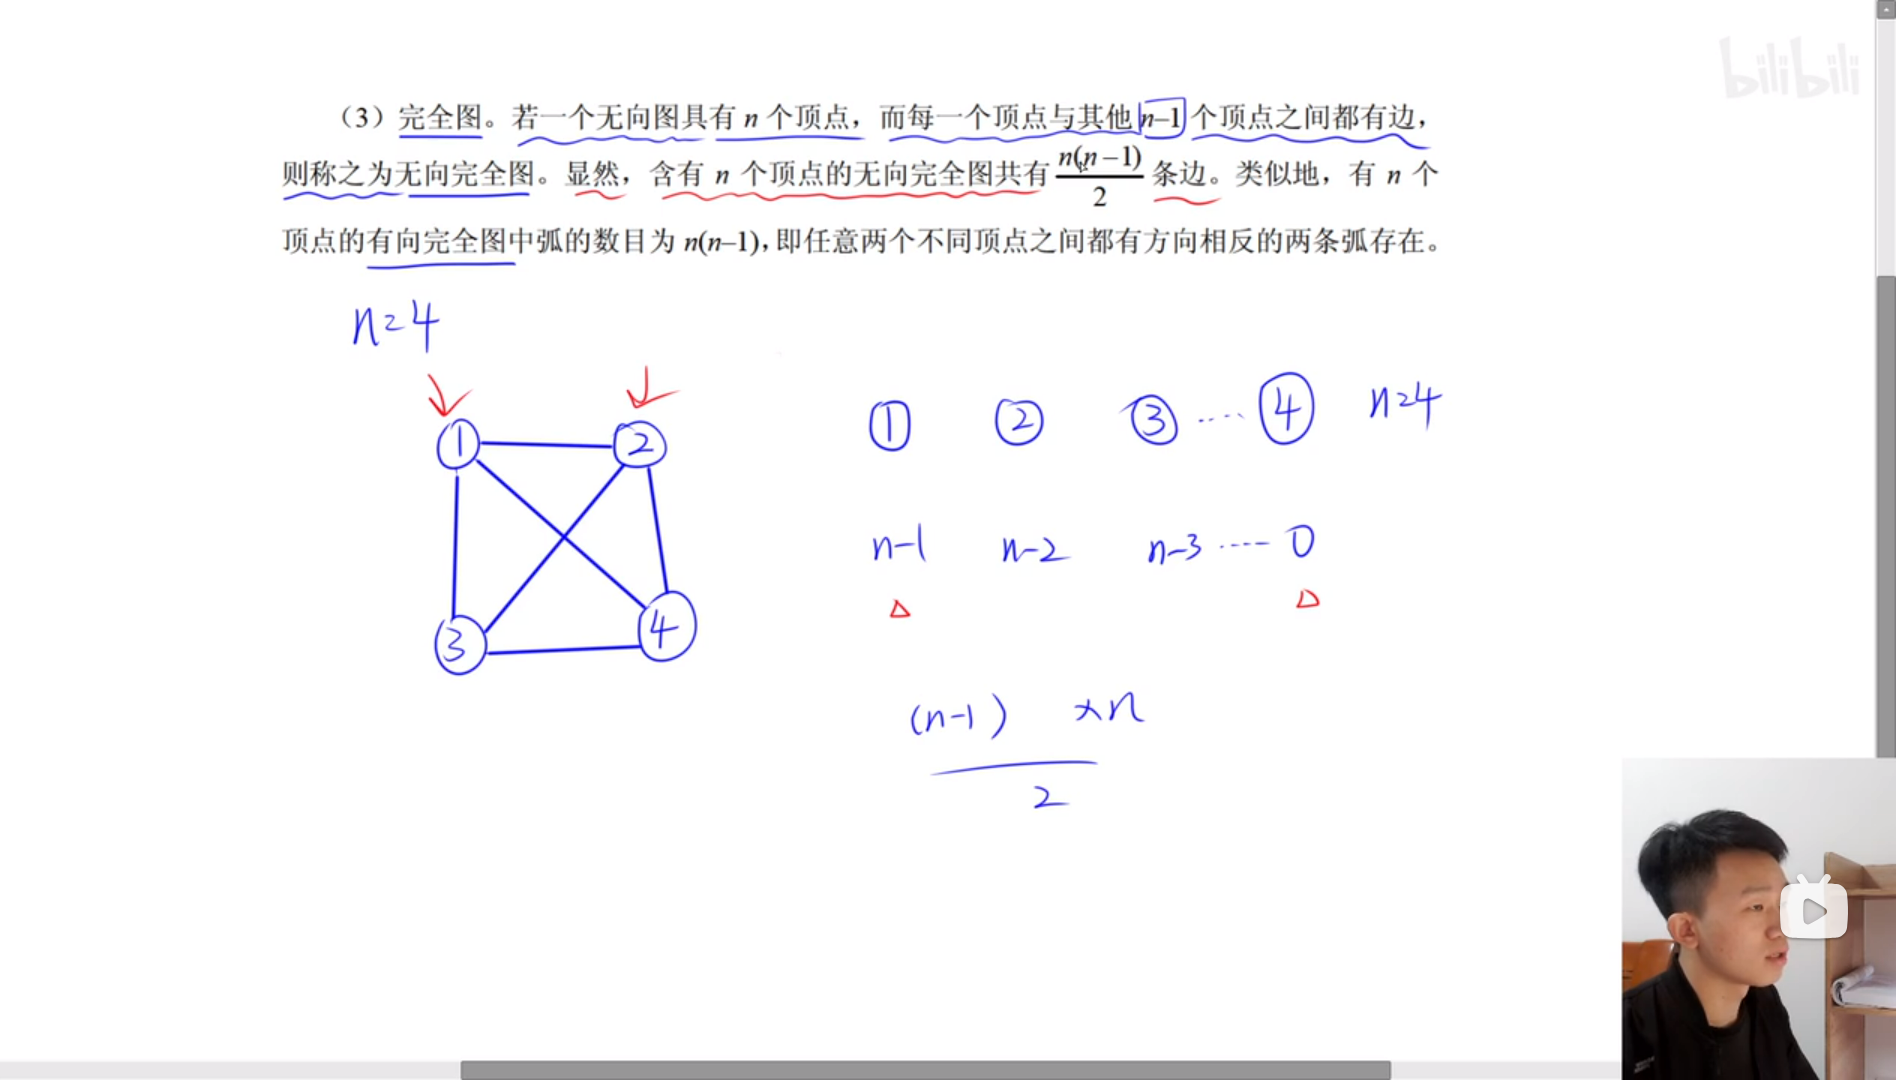 bilibili
（3）完全图。若一个无向图具有 n 个顶点，而每一个顶点与其他 n–1 个顶点之间都有边，
则称之为无向完全图。显然，含有 n 个顶点的无向完全图共有 n(n–1)/2 条边。类似地，有 n 个
顶点的有向完全图中弧的数目为 n(n–1)，即任意两个不同顶点之间都有方向相反的两条弧存在。
n=4
① ② ③ ···· ④ n=4
1 2
n-1 n-2 n-3 ····· 0
3 4
(n-1) ×n
2